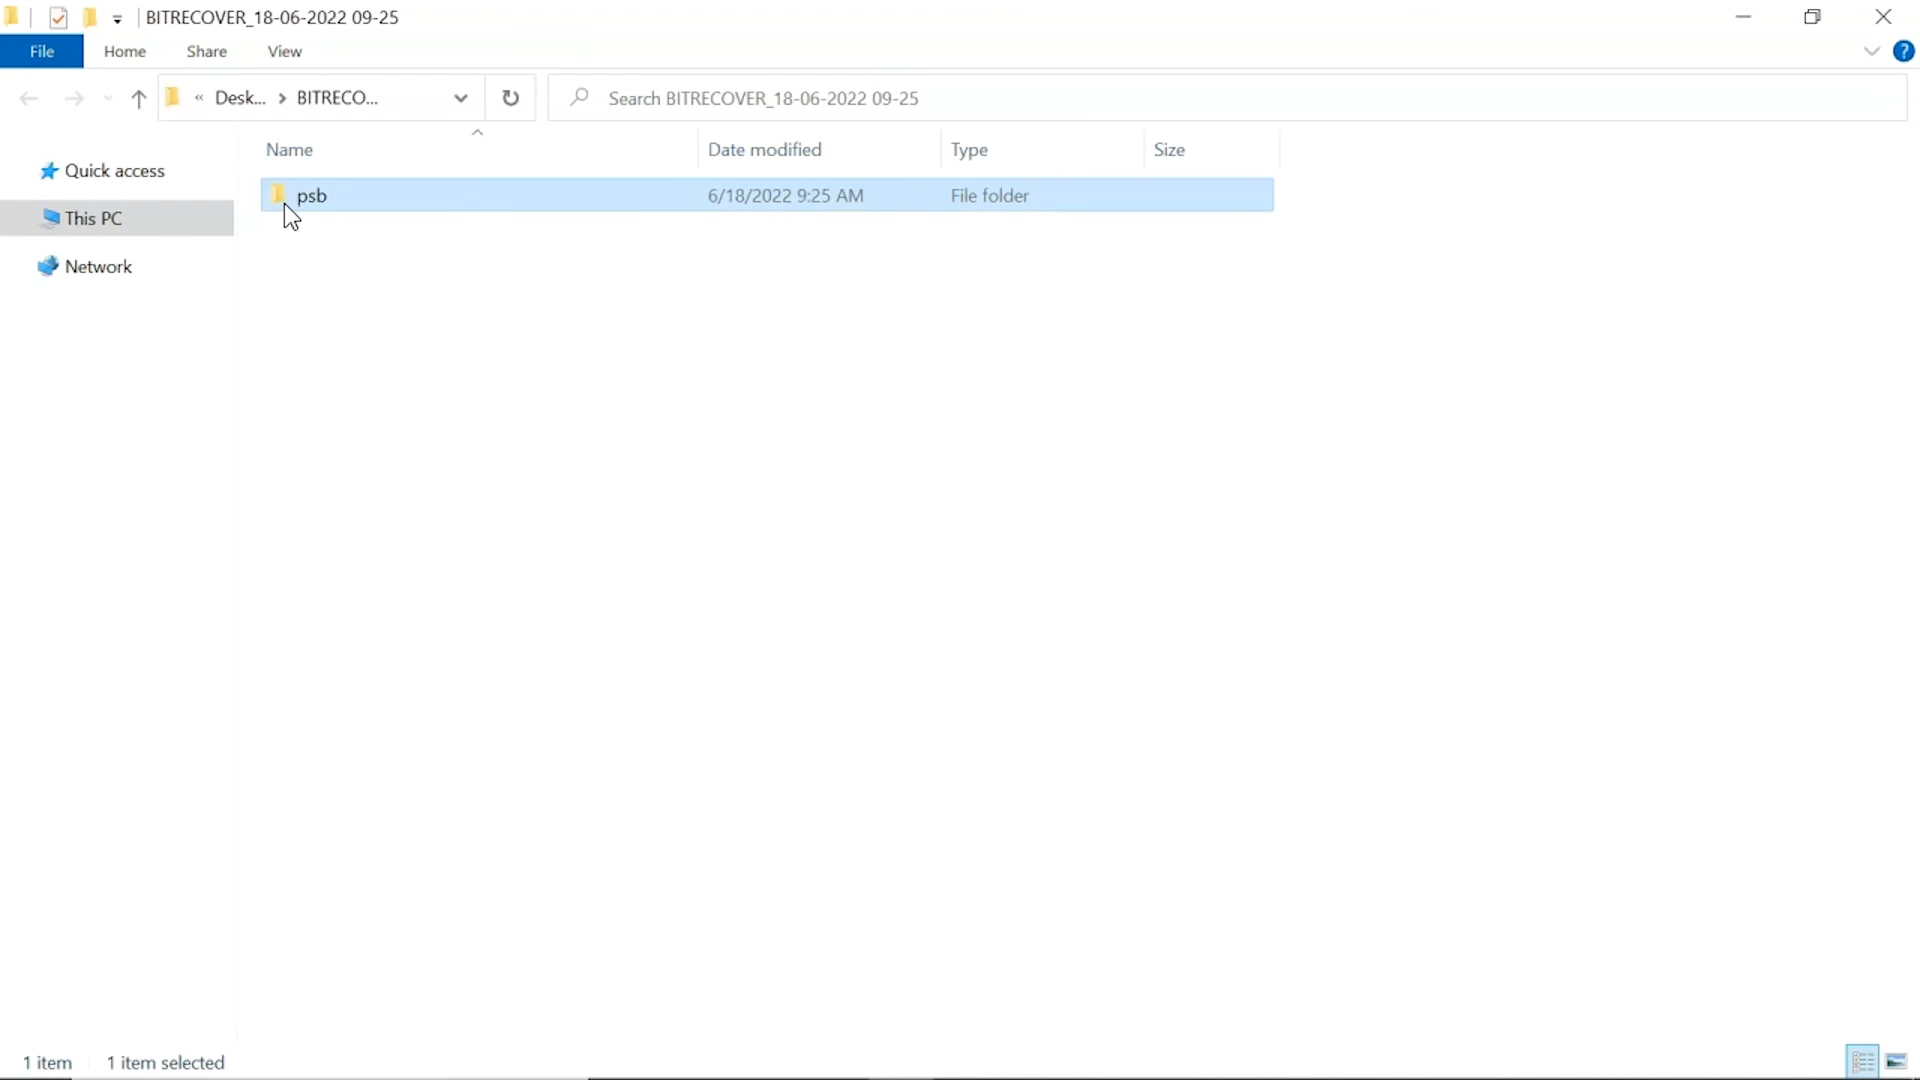 BITRECOVER_18-06-2022 09-25
File Home Share View
« Desk... > BITRECO... Search BITRECOVER_18-06-2022 09-25
Name Date modified Type Size
Quick access
psb 6/18/2022 9:25 AM File folder
This PC
Network
1 item 1 item selected